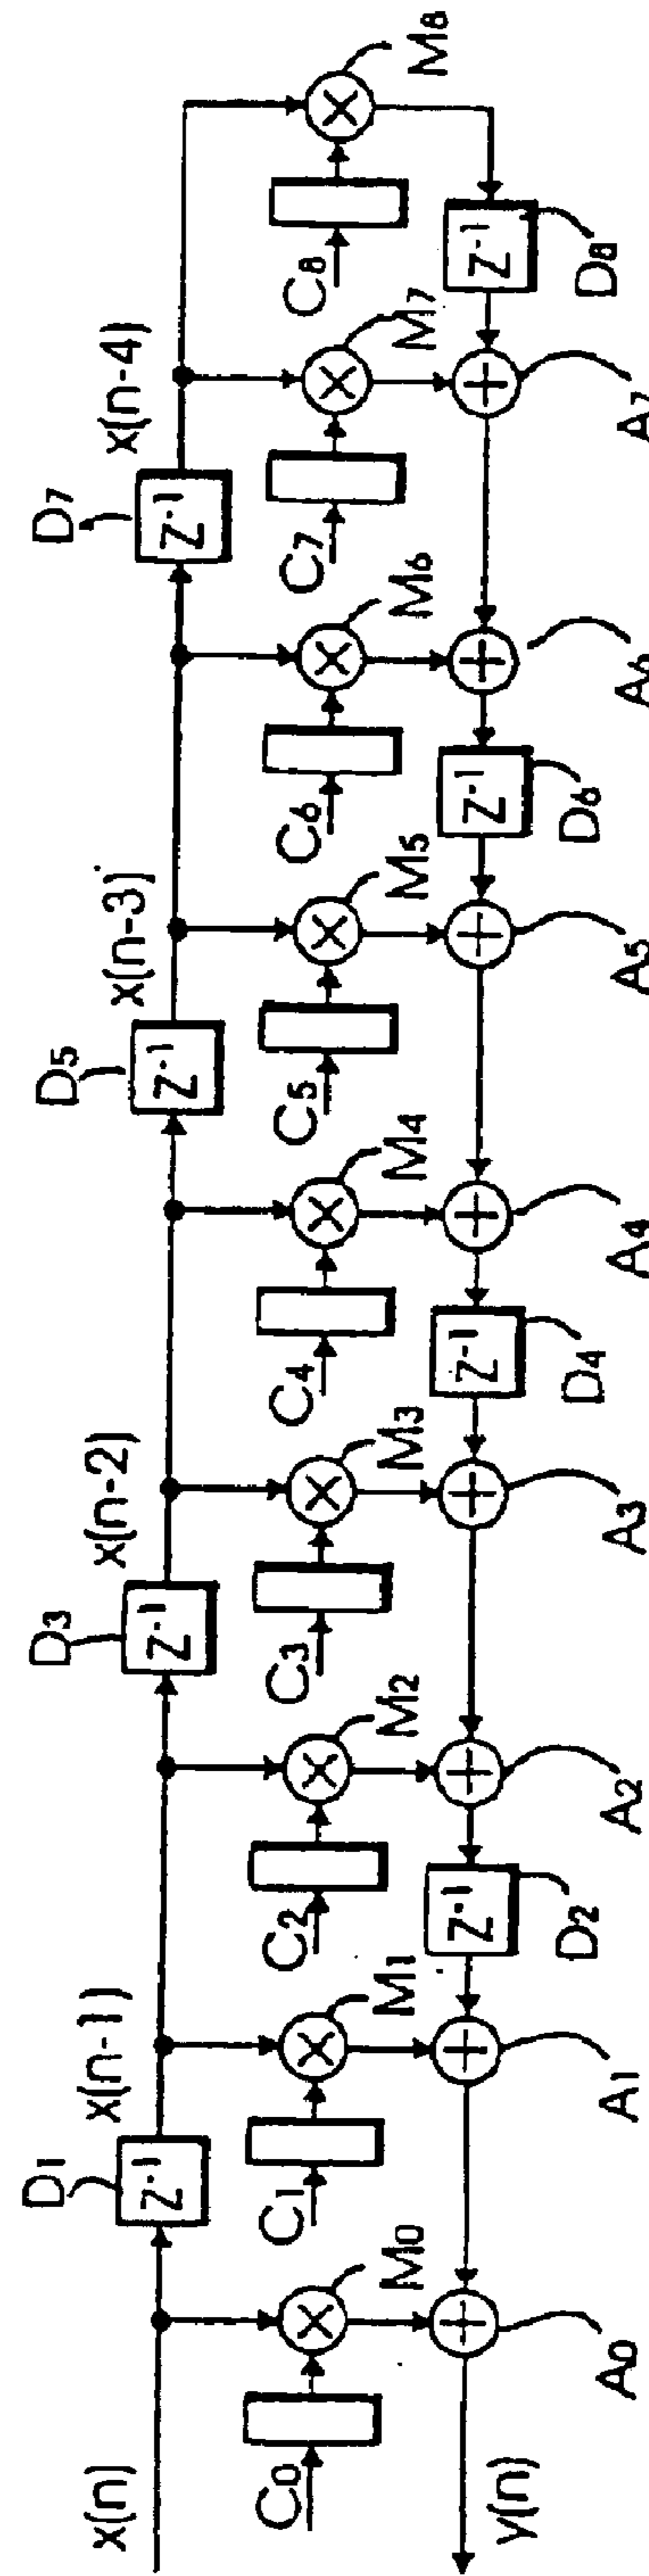 x(n) x(n-1) x(n-2) x(n-3) x(n-4)
D1 D3 D5 D7
Z-1 Z-1 Z-1 Z-1
C0 C1 C2 C3 C4 C5 C6 C7 C8
M0 M1 M2 M3 M4 M5 M6 M7 M8
Z-1 Z-1 Z-1 Z-1
D2 D4 D6 D8
y(n)
A0 A1 A2 A3 A4 A5 A6 A7